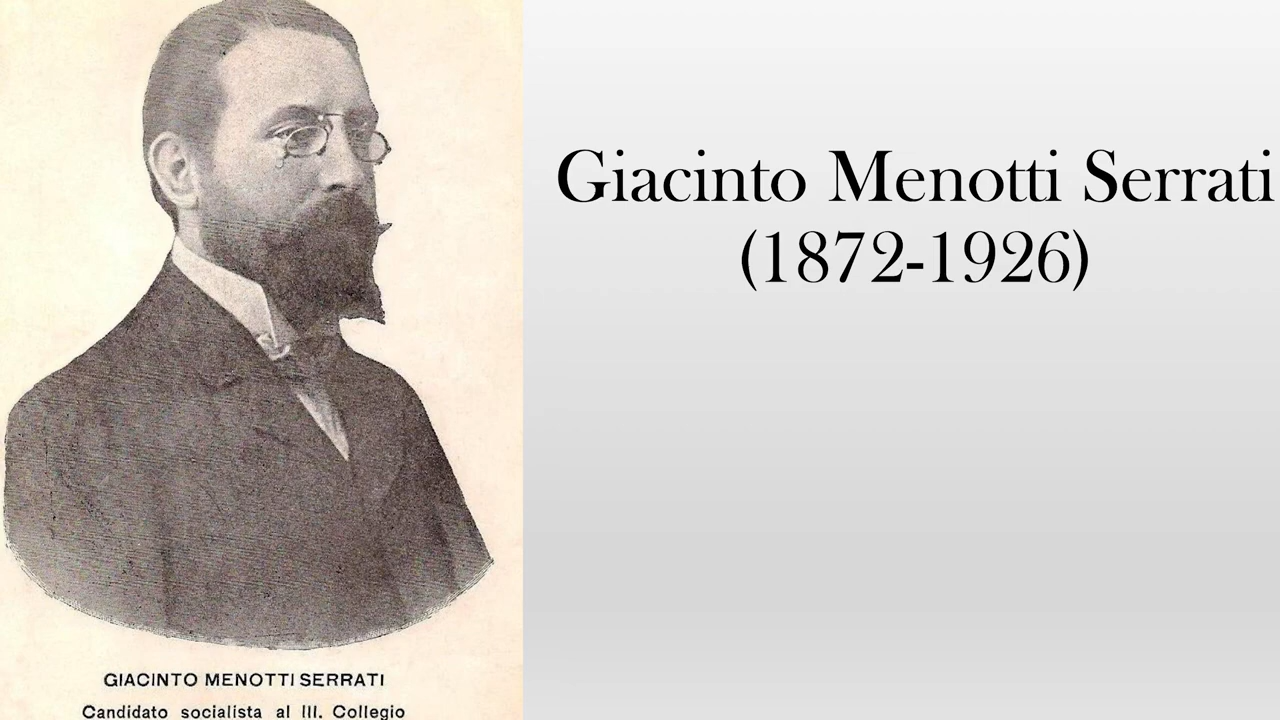 Giacinto Menotti Serrati
(1872-1926)
GIACINTO MENOTTI SERRATI
Candidato socialista al III. Collegio